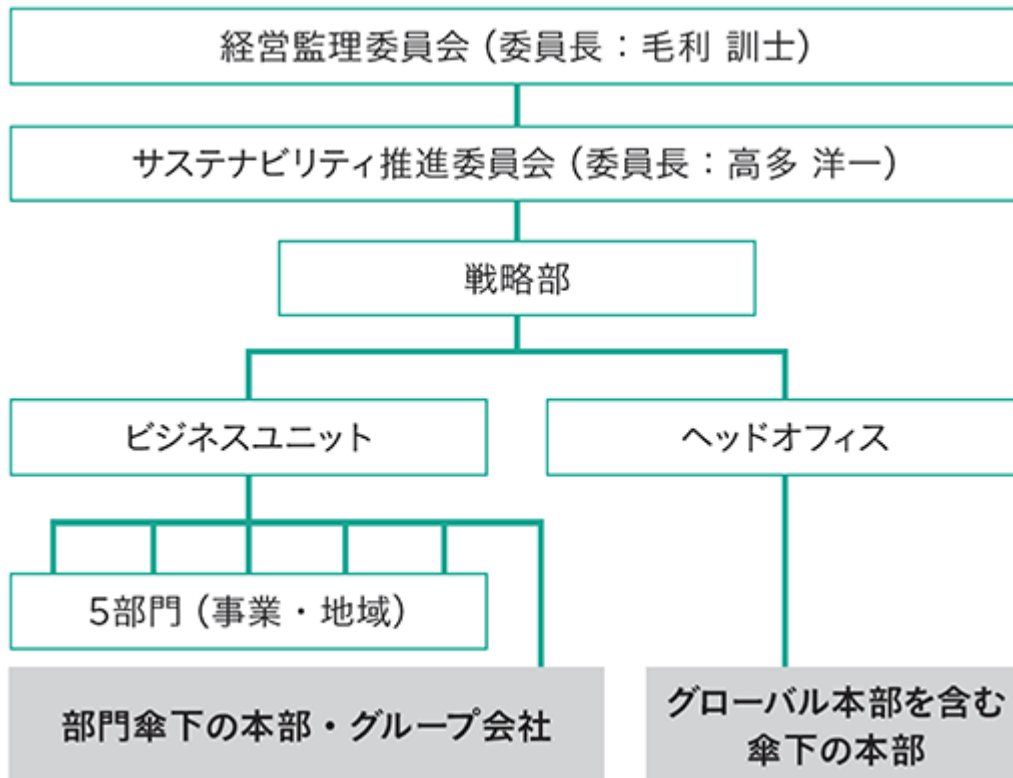 経営監理委員会 (委員長：毛利 訓士)
サステナビリティ推進委員会 (委員長：高多 洋一)
戦略部
ビジネスユニット
ヘッドオフィス
5部門 (事業・地域)
部門傘下の本部・グループ会社
グローバル本部を含む
傘下の本部